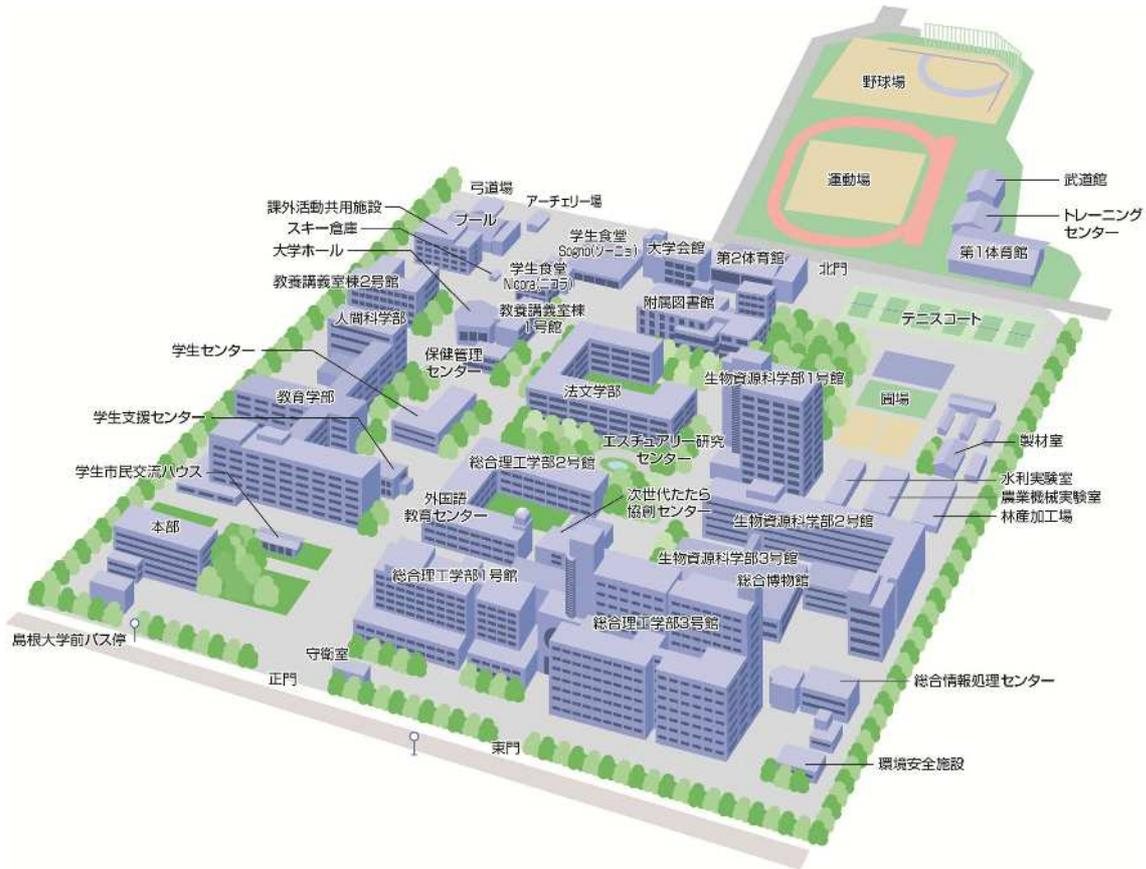 野球場
運動場
武道館
トレーニング
センター
第1体育館
弓道場
アーチェリー場
課外活動共用施設
プール
スキー倉庫
学生食堂
Sogno(ソーニョ)
大学会館
第2体育館
北門
大学ホール
学生食堂
Nicora(ニコラ)
教養講義室棟2号館
附属図書館
教養講義室棟
1号館
テニスコート
人間科学部
学生センター
保健管理
センター
生物資源科学部1号館
教育学部
法文学部
圃場
学生支援センター
エスチュアリー研究
センター
製材室
学生市民交流ハウス
総合理工学部2号館
水利実験室
農業機械実験室
林産加工場
外国語
教育センター
次世代たたら
協創センター
本部
生物資源科学部2号館
生物資源科学部3号館
総合理工学部1号館
総合博物館
総合理工学部3号館
島根大学前バス停
守衛室
正門
総合情報処理センター
東門
環境安全施設